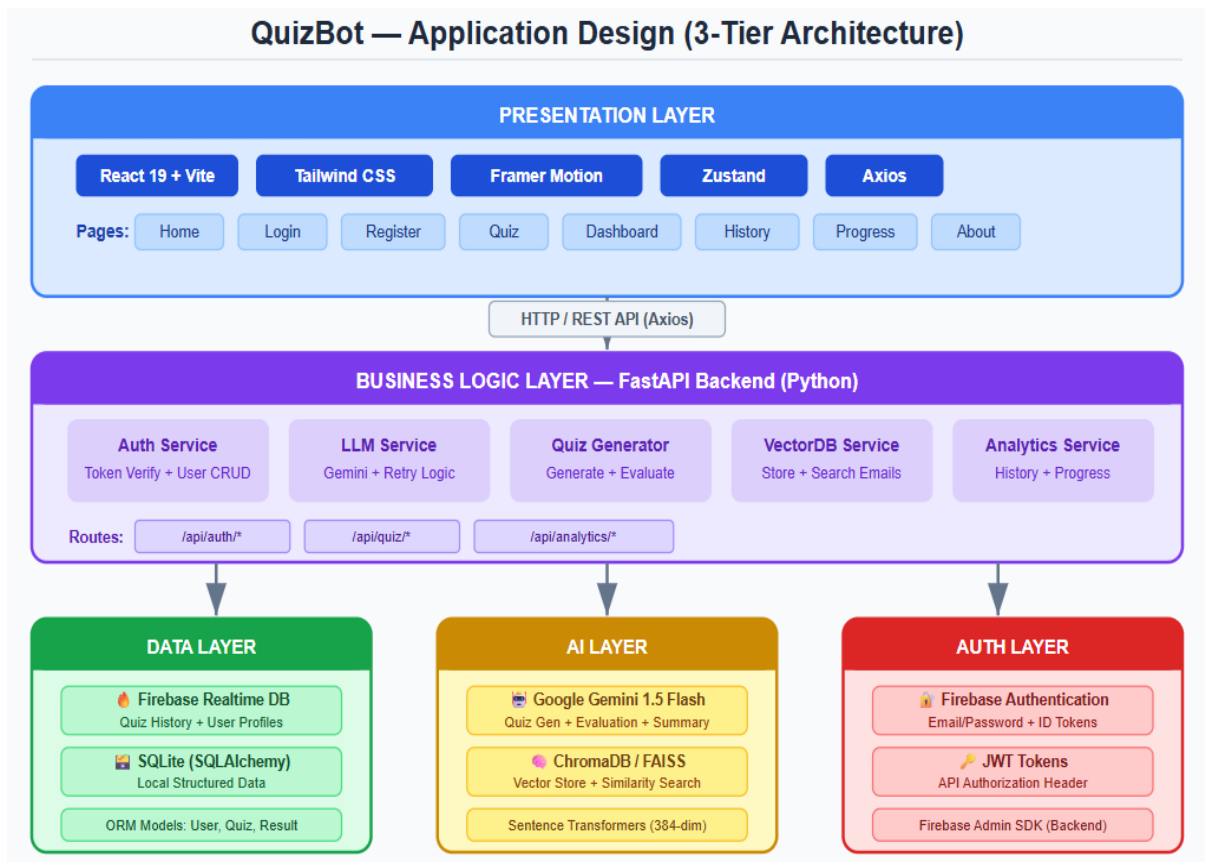 QuizBot — Application Design (3-Tier Architecture)
PRESENTATION LAYER
React 19 + Vite
Tailwind CSS
Framer Motion
Zustand
Axios
Pages:
Home
Login
Register
Quiz
Dashboard
History
Progress
About
HTTP / REST API (Axios)
BUSINESS LOGIC LAYER — FastAPI Backend (Python)
Auth Service
Token Verify + User CRUD
LLM Service
Gemini + Retry Logic
Quiz Generator
Generate + Evaluate
VectorDB Service
Store + Search Emails
Analytics Service
History + Progress
Routes:
/api/auth/*
/api/quiz/*
/api/analytics/*
DATA LAYER
Firebase Realtime DB
Quiz History + User Profiles
SQLite (SQLAlchemy)
Local Structured Data
ORM Models: User, Quiz, Result
AI LAYER
Google Gemini 1.5 Flash
Quiz Gen + Evaluation + Summary
ChromaDB / FAISS
Vector Store + Similarity Search
Sentence Transformers (384-dim)
AUTH LAYER
Firebase Authentication
Email/Password + ID Tokens
JWT Tokens
API Authorization Header
Firebase Admin SDK (Backend)